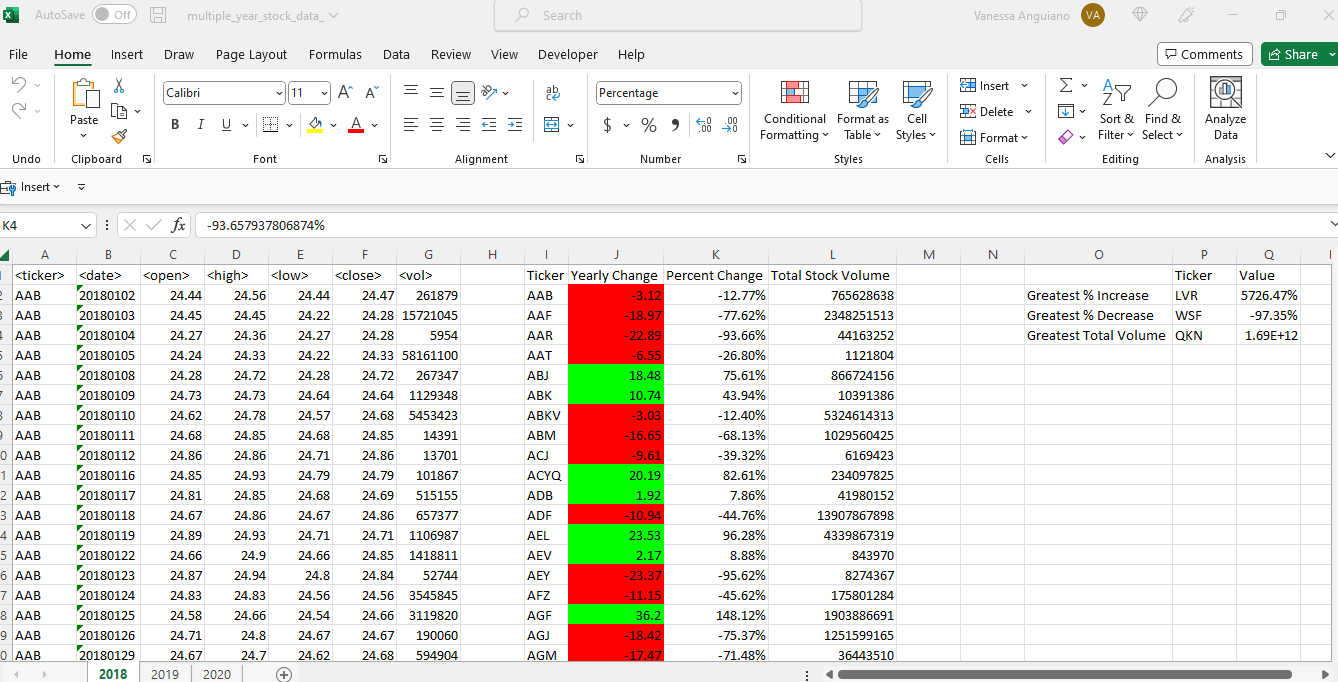 AutoSave Off multiple_year_stock_data_ Search Vanessa Anguiano VA
File Home Insert Draw Page Layout Formulas Data Review View Developer Help Comments Share
Calibri 11 Percentage Insert
Paste B I U ab $ % 9 .00 Conditional Formatting Format as Table Cell Styles Delete Format Sort & Filter Find & Select Analyze Data
Undo Clipboard Font Alignment Number Styles Cells Editing Analysis
Insert
K4 fx -93.657937806874%
A B C D E F G H I J K L M N O P Q
<ticker> <date> <open> <high> <low> <close> <vol> Ticker Yearly Change Percent Change Total Stock Volume Ticker Value
AAB 20180102 24.44 24.56 24.44 24.47 261879 AAB -3.12 -12.77% 765628638 Greatest % Increase LVR 5726.47%
AAB 20180103 24.45 24.45 24.22 24.28 15721045 AAF -18.97 -77.62% 2348251513 Greatest % Decrease WSF -97.35%
AAB 20180104 24.27 24.36 24.27 24.28 5954 AAR -22.89 -93.66% 44163252 Greatest Total Volume QKN 1.69E+12
AAB 20180105 24.24 24.33 24.22 24.33 58161100 AAT -6.55 -26.80% 1121804
AAB 20180108 24.28 24.72 24.28 24.72 267347 ABJ 18.48 75.61% 866724156
AAB 20180109 24.73 24.73 24.64 24.64 1129348 ABK 10.74 43.94% 10391386
AAB 20180110 24.62 24.78 24.57 24.68 5453423 ABKV -3.03 -12.40% 5324614313
AAB 20180111 24.68 24.85 24.68 24.85 14391 ABM -16.65 -68.13% 1029560425
AAB 20180112 24.86 24.86 24.71 24.86 13701 ACJ -9.61 -39.32% 6169423
AAB 20180116 24.85 24.93 24.79 24.79 101867 ACYQ 20.19 82.61% 234097825
AAB 20180117 24.81 24.85 24.68 24.69 515155 ADB 1.92 7.86% 41980152
AAB 20180118 24.67 24.86 24.67 24.86 657377 ADF -10.94 -44.76% 13907867898
AAB 20180119 24.89 24.93 24.71 24.71 1106987 AEL 23.53 96.28% 4339867319
AAB 20180122 24.66 24.9 24.66 24.85 1418811 AEV 2.17 8.88% 843970
AAB 20180123 24.87 24.94 24.8 24.84 52744 AEY -23.37 -95.62% 8274367
AAB 20180124 24.83 24.83 24.56 24.56 3545845 AFZ -11.15 -45.62% 175801284
AAB 20180125 24.58 24.66 24.54 24.66 3119820 AGF 36.2 148.12% 1903886691
AAB 20180126 24.71 24.8 24.67 24.67 190060 AGJ -18.42 -75.37% 1251599165
AAB 20180129 24.67 24.7 24.62 24.68 594904 AGM -17.47 -71.48% 36443510
2018 2019 2020